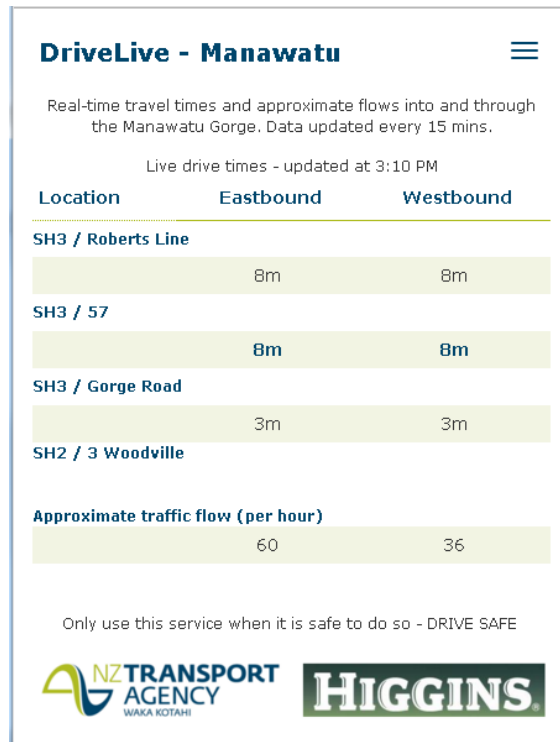 DriveLive - Manawatu
Real-time travel times and approximate flows into and through
the Manawatu Gorge. Data updated every 15 mins.
Live drive times - updated at 3:10 PM
Location Eastbound Westbound
SH3 / Roberts Line
8m 8m
SH3 / 57
8m 8m
SH3 / Gorge Road
3m 3m
SH2 / 3 Woodville
Approximate traffic flow (per hour)
60 36
Only use this service when it is safe to do so - DRIVE SAFE
NZTRANSPORT
AGENCY
WAKA KOTAHI
HIGGINS